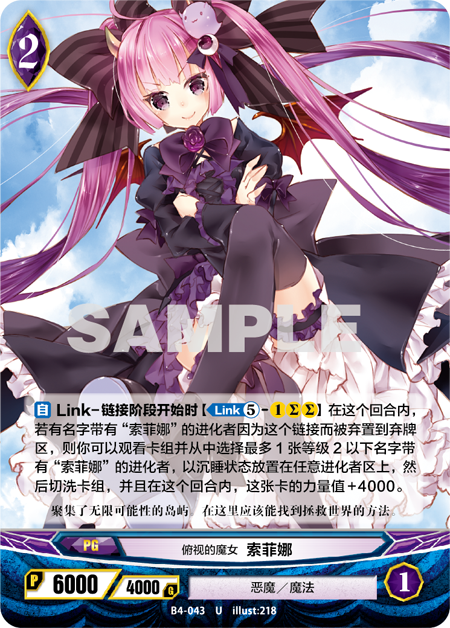 2
SAMPLE
自 Link-链接阶段开始时【Link 5 - 1 Σ Σ】在这个回合内，
若有名字带有“索菲娜”的进化者因为这个链接而被弃置到弃牌
区，则你可以观看卡组并从中选择最多 1 张等级 2 以下名字带
有“索菲娜”的进化者，以沉睡状态放置在任意进化者区上，然
后切洗卡组，并且在这个回合内，这张卡的力量值+4000。
聚集了无限可能性的岛屿 在这里应该能找到拯救世界的方法
PG 俯视的魔女 索菲娜
P 6000 / 4000 G 恶魔／魔法 1
B4-043 U illust:218